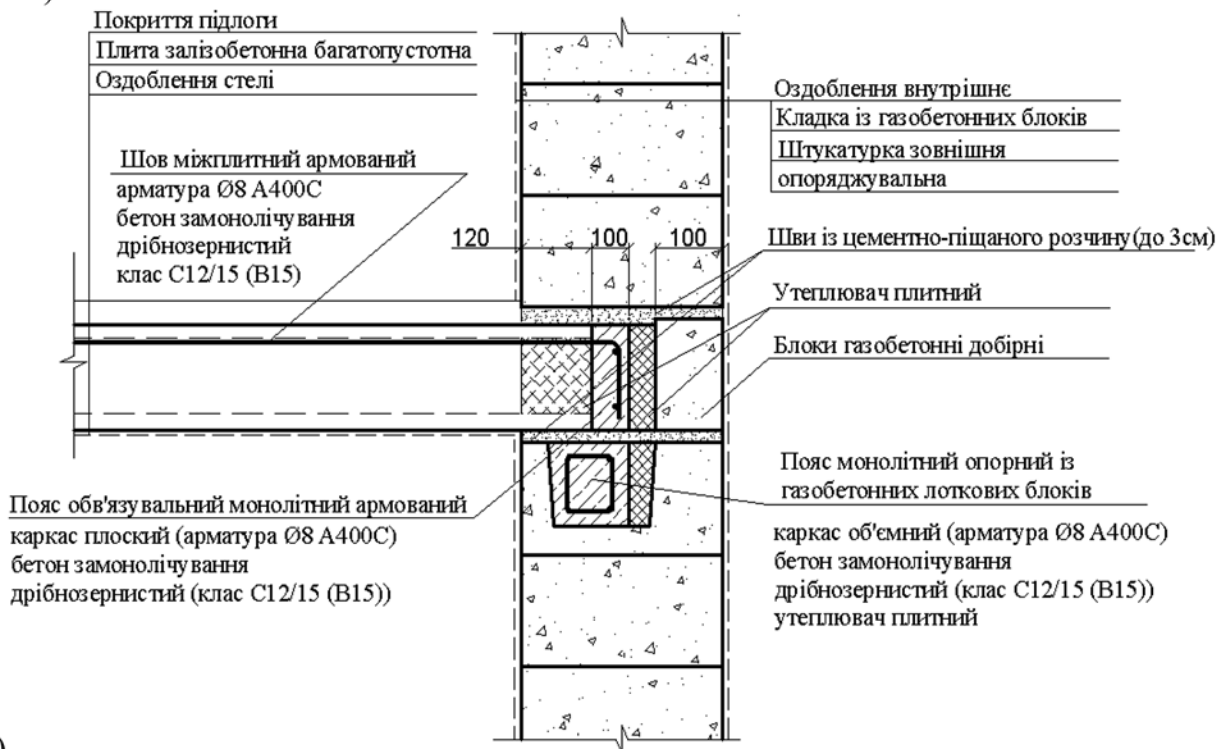 )
Покриття підлоги
Плита залізобетонна багатопустотна
Оздоблення стелі
Шов міжплитний армований
арматура Ø8 А400С
бетон замонолічування
дрібнозернистий
клас С12/15 (В15)
Оздоблення внутрішнє
Кладка із газобетонних блоків
Штукатурка зовнішня
опоряджувальна
120 100 100
Шви із цементно-піщаного розчину(до 3см)
Утеплювач плитний
Блоки газобетонні добірні
Пояс обв'язувальний монолітний армований
каркас плоский (арматура Ø8 А400С)
бетон замонолічування
дрібнозернистий (клас С12/15 (В15))
Пояс монолітний опорний із
газобетонних лоткових блоків
каркас об'ємний (арматура Ø8 А400С)
бетон замонолічування
дрібнозернистий (клас С12/15 (В15))
утеплювач плитний
)